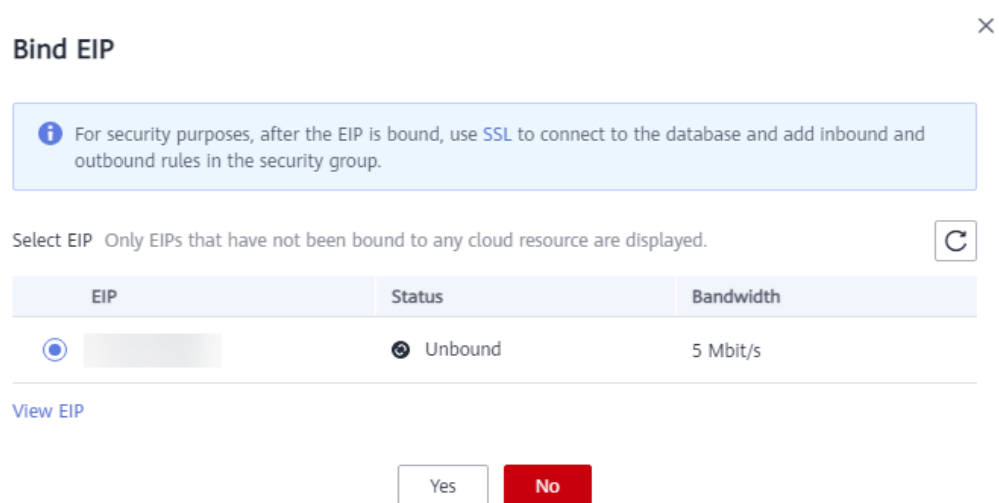 Bind EIP
For security purposes, after the EIP is bound, use SSL to connect to the database and add inbound and
outbound rules in the security group.
Select EIP Only EIPs that have not been bound to any cloud resource are displayed.
EIP Status Bandwidth
Unbound 5 Mbit/s
View EIP
Yes No